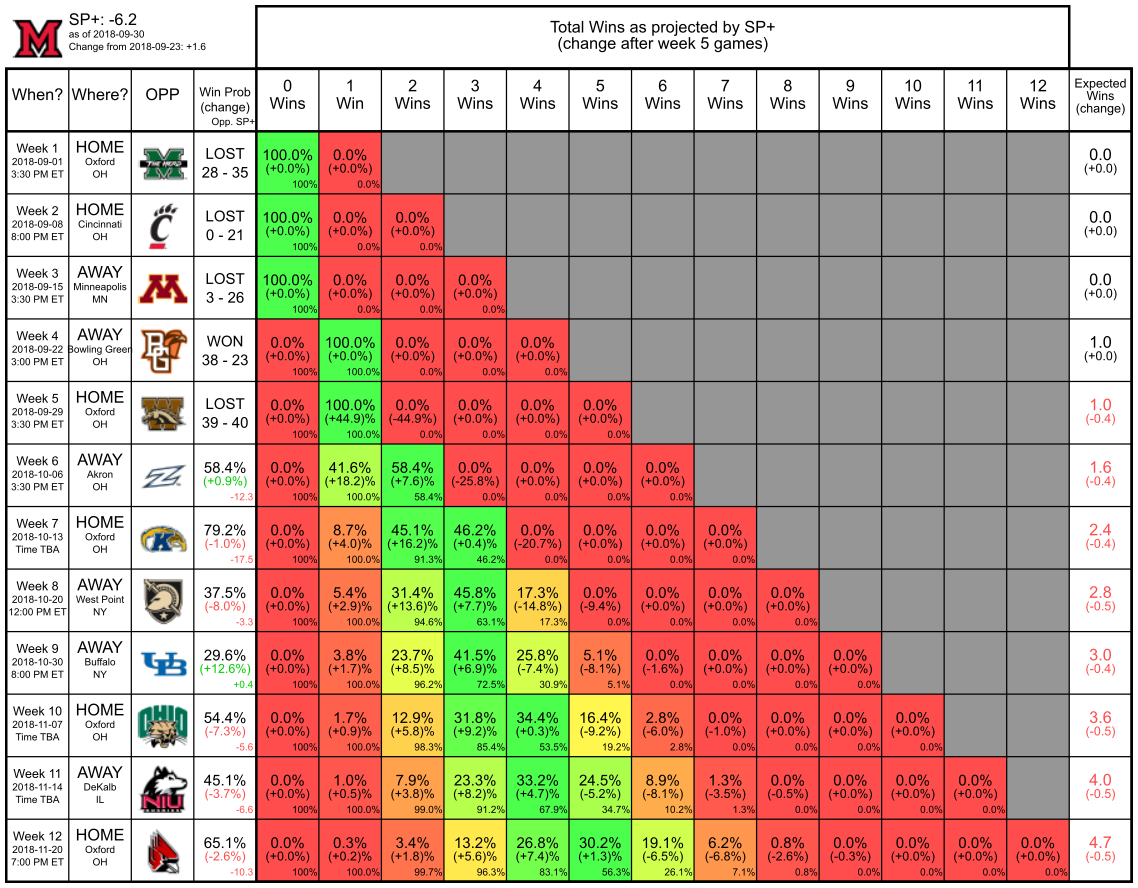 SP+: -6.2
as of 2018-09-30
Change from 2018-09-23: +1.6
Total Wins as projected by SP+
(change after week 5 games)
When? Where? OPP Win Prob (change) Opp. SP+ 0 Wins 1 Win 2 Wins 3 Wins 4 Wins 5 Wins 6 Wins 7 Wins 8 Wins 9 Wins 10 Wins 11 Wins 12 Wins Expected Wins (change)
Week 1 HOME LOST 100.0% 0.0% 0.0
2018-09-01 Oxford THE HERD (+0.0%) (+0.0%) (+0.0)
3:30 PM ET OH 28 - 35 100% 0.0%
Week 2 HOME LOST 100.0% 0.0% 0.0% 0.0
2018-09-08 Cincinnati (+0.0%) (+0.0%) (+0.0%) (+0.0)
8:00 PM ET OH 0 - 21 100% 0.0% 0.0%
Week 3 AWAY LOST 100.0% 0.0% 0.0% 0.0% 0.0
2018-09-15 Minneapolis (+0.0%) (+0.0%) (+0.0%) (+0.0%) (+0.0)
3:30 PM ET MN 3 - 26 100% 0.0% 0.0% 0.0%
Week 4 AWAY WON 0.0% 100.0% 0.0% 0.0% 0.0% 1.0
2018-09-22 Bowling Green (+0.0%) (+0.0%) (+0.0%) (+0.0%) (+0.0%) (+0.0)
3:00 PM ET OH 38 - 23 100% 100.0% 0.0% 0.0% 0.0%
Week 5 HOME LOST 0.0% 100.0% 0.0% 0.0% 0.0% 0.0% 1.0
2018-09-29 Oxford (+0.0%) (+44.9)% (-44.9%) (+0.0%) (+0.0%) (+0.0%) (-0.4)
3:30 PM ET OH 39 - 40 100% 100.0% 0.0% 0.0% 0.0% 0.0%
Week 6 AWAY 58.4% 0.0% 41.6% 58.4% 0.0% 0.0% 0.0% 0.0% 1.6
2018-10-06 Akron (+0.9%) (+0.0%) (+18.2)% (+7.6)% (-25.8%) (+0.0%) (+0.0%) (+0.0%) (-0.4)
3:30 PM ET OH -12.3 100% 100.0% 58.4% 0.0% 0.0% 0.0% 0.0%
Week 7 HOME 79.2% 0.0% 8.7% 45.1% 46.2% 0.0% 0.0% 0.0% 0.0% 2.4
2018-10-13 Oxford (-1.0%) (+0.0%) (+4.0)% (+16.2)% (+0.4)% (-20.7%) (+0.0%) (+0.0%) (+0.0%) (-0.4)
Time TBA OH -17.5 100% 100.0% 91.3% 46.2% 0.0% 0.0% 0.0% 0.0%
Week 8 AWAY 37.5% 0.0% 5.4% 31.4% 45.8% 17.3% 0.0% 0.0% 0.0% 0.0% 2.8
2018-10-20 West Point (-8.0%) (+0.0%) (+2.9)% (+13.6)% (+7.7)% (-14.8%) (-9.4%) (+0.0%) (+0.0%) (+0.0%) (-0.5)
12:00 PM ET NY -3.3 100% 100.0% 94.6% 63.1% 17.3% 0.0% 0.0% 0.0% 0.0%
Week 9 AWAY 29.6% 0.0% 3.8% 23.7% 41.5% 25.8% 5.1% 0.0% 0.0% 0.0% 0.0% 3.0
2018-10-30 Buffalo (+12.6%) (+0.0%) (+1.7)% (+8.5)% (+6.9)% (-7.4%) (-8.1%) (-1.6%) (+0.0%) (+0.0%) (+0.0%) (-0.4)
8:00 PM ET NY +0.4 100% 100.0% 96.2% 72.5% 30.9% 5.1% 0.0% 0.0% 0.0% 0.0%
Week 10 HOME OHIO 54.4% 0.0% 1.7% 12.9% 31.8% 34.4% 16.4% 2.8% 0.0% 0.0% 0.0% 0.0% 3.6
2018-11-07 Oxford (-7.3%) (+0.0%) (+0.9)% (+5.8)% (+9.2)% (+0.3)% (-9.2%) (-6.0%) (-1.0%) (+0.0%) (+0.0%) (+0.0%) (-0.5)
Time TBA OH -5.6 100% 100.0% 98.3% 85.4% 53.5% 19.2% 2.8% 0.0% 0.0% 0.0% 0.0%
Week 11 AWAY 45.1% 0.0% 1.0% 7.9% 23.3% 33.2% 24.5% 8.9% 1.3% 0.0% 0.0% 0.0% 0.0% 4.0
2018-11-14 DeKalb (-3.7%) (+0.0%) (+0.5)% (+3.8)% (+8.2)% (+4.7)% (-5.2%) (-8.1%) (-3.5%) (-0.5%) (+0.0%) (+0.0%) (+0.0%) (-0.5)
Time TBA IL NIU -6.6 100% 100.0% 99.0% 91.2% 67.9% 34.7% 10.2% 1.3% 0.0% 0.0% 0.0% 0.0%
Week 12 HOME 65.1% 0.0% 0.3% 3.4% 13.2% 26.8% 30.2% 19.1% 6.2% 0.8% 0.0% 0.0% 0.0% 0.0% 4.7
2018-11-20 Oxford (-2.6%) (+0.0%) (+0.2)% (+1.8)% (+5.6)% (+7.4)% (+1.3)% (-6.5%) (-6.8%) (-2.6%) (-0.3%) (+0.0%) (+0.0%) (+0.0%) (-0.5)
7:00 PM ET OH -10.3 100% 100.0% 99.7% 96.3% 83.1% 56.3% 26.1% 7.1% 0.8% 0.0% 0.0% 0.0% 0.0%